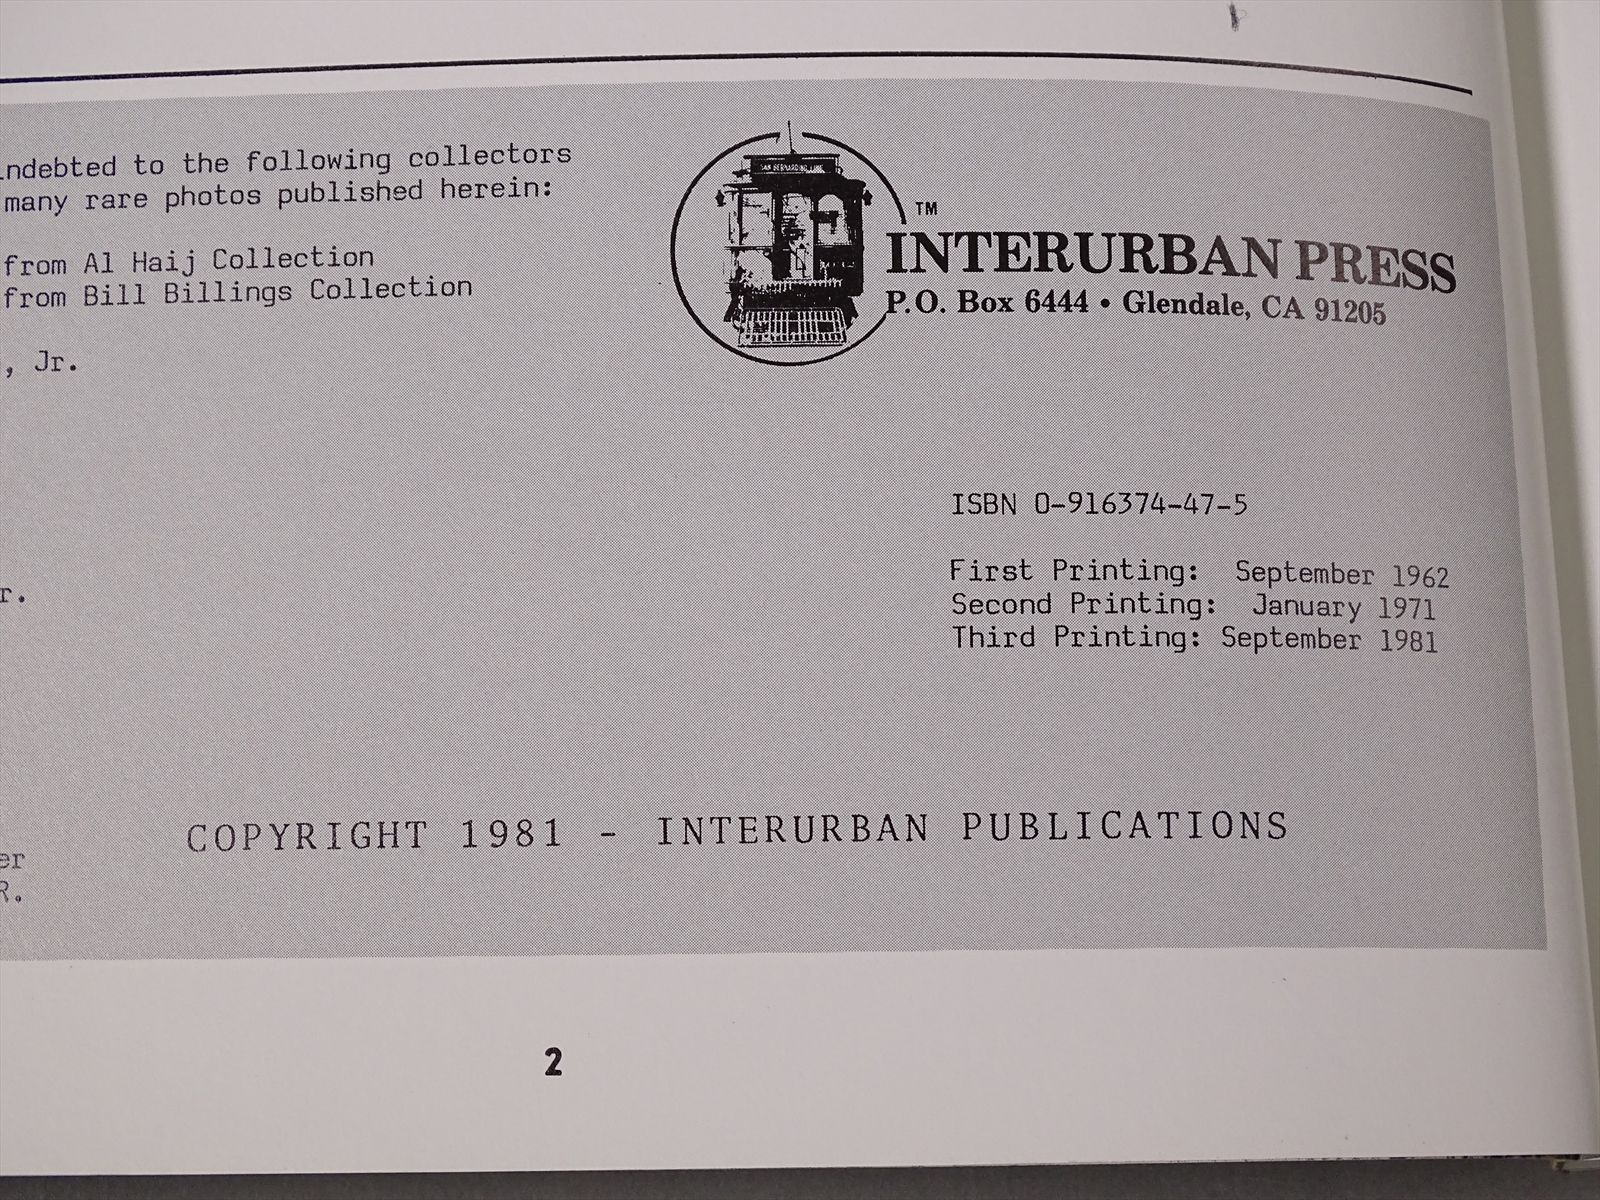 ndebted to the following collectors
many rare photos published herein:
from Al Haij Collection
from Bill Billings Collection
, Jr.
r.
er
R.
SAN BERNARDINO LINE
TM
INTERURBAN PRESS
P.O. Box 6444 • Glendale, CA 91205
ISBN 0-916374-47-5
First Printing: September 1962
Second Printing: January 1971
Third Printing: September 1981
COPYRIGHT 1981 - INTERURBAN PUBLICATIONS
2